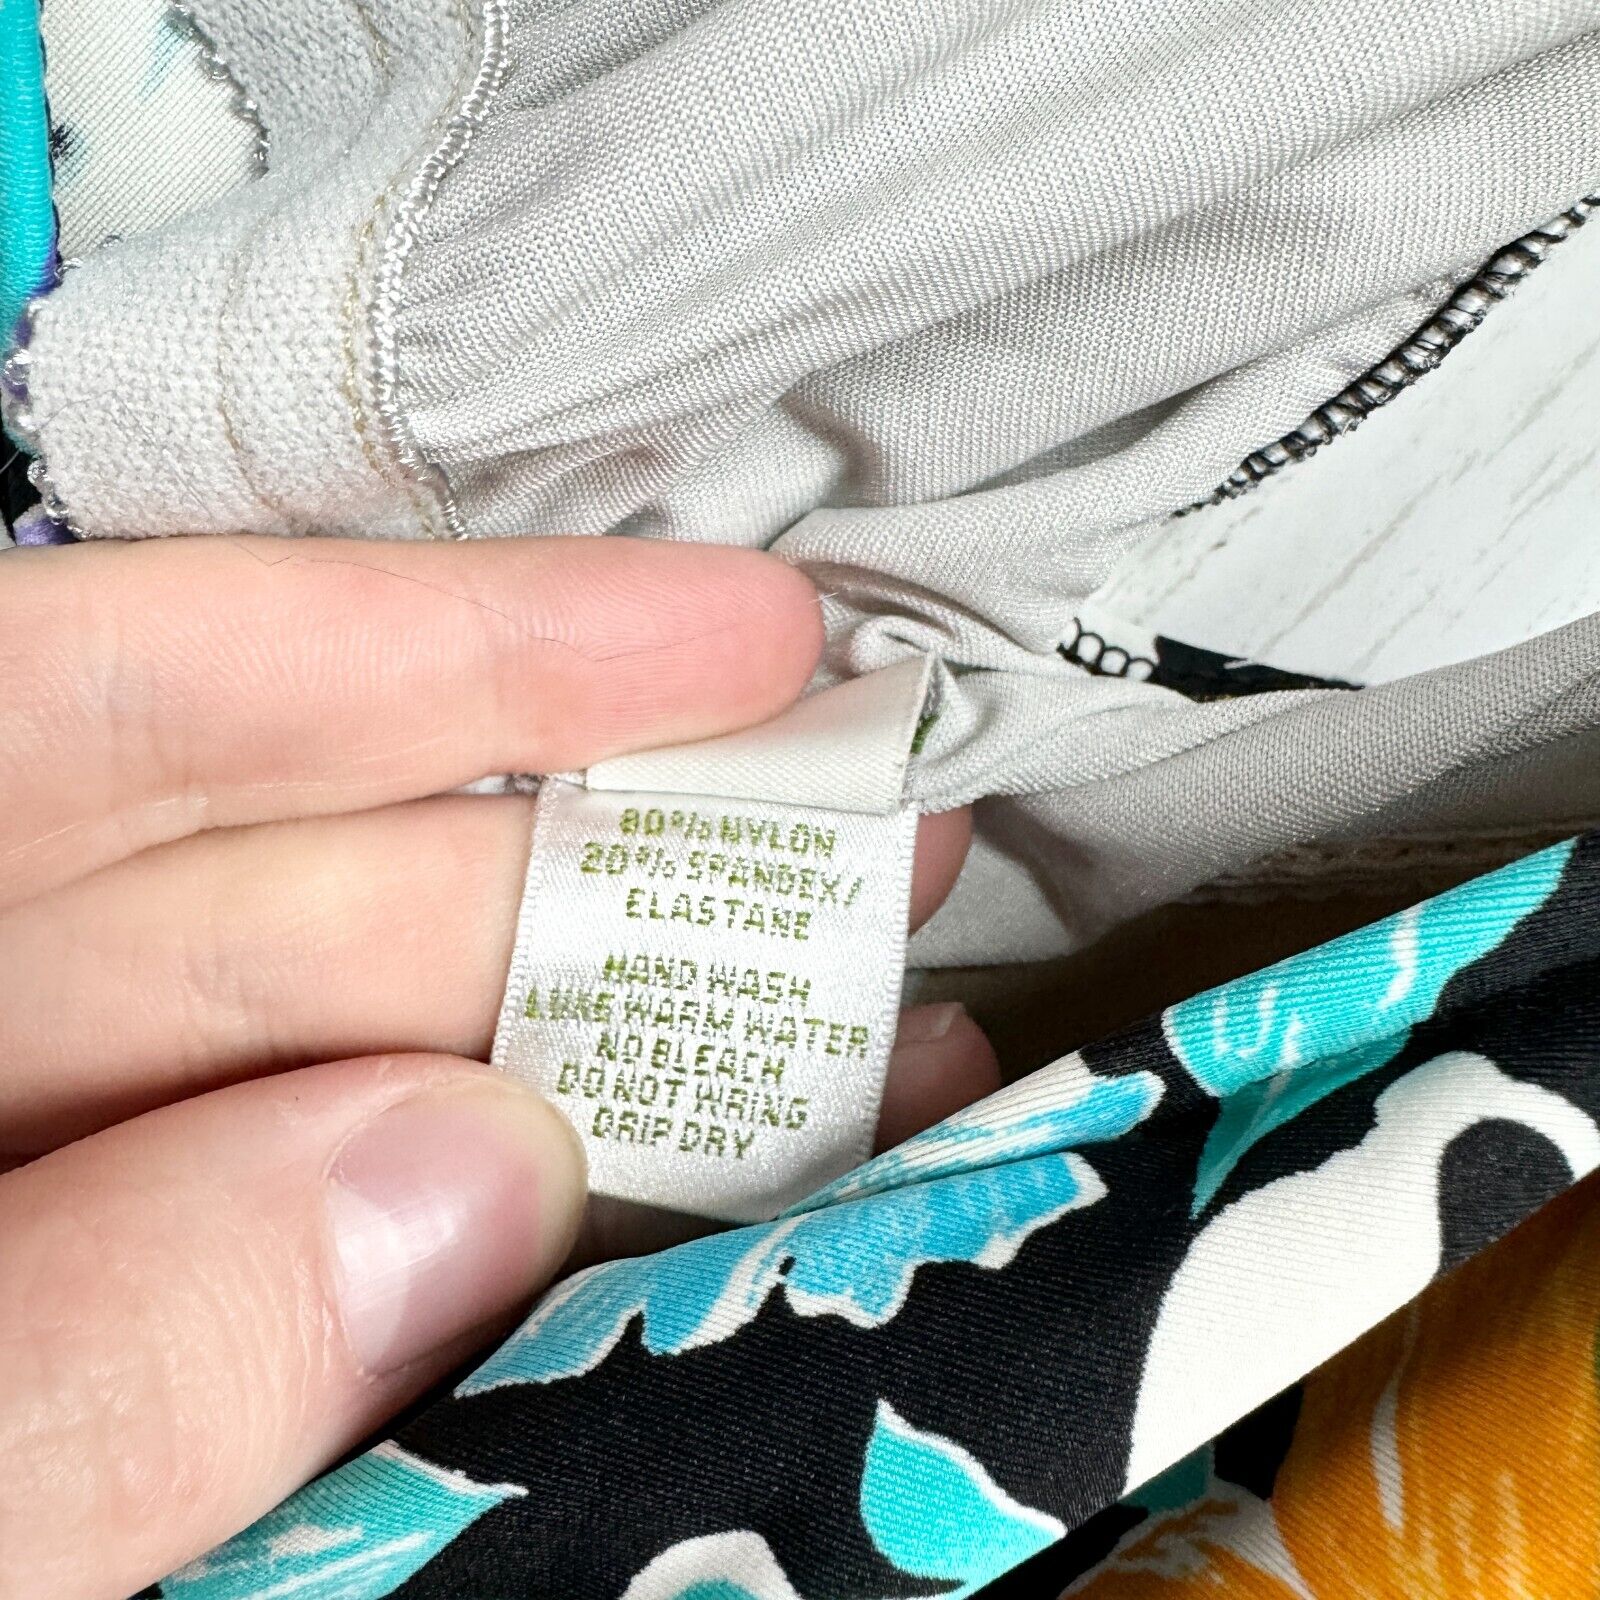 80% NYLON
20% SPANDEX/
ELASTANE
HAND WASH
LUKE WARM WATER
NO BLEACH
DO NOT WRING
DRIP DRY